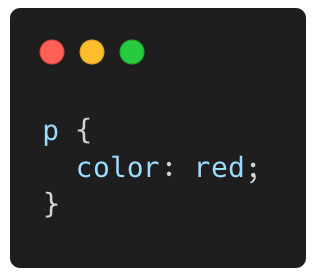 p {
  color: red;
}